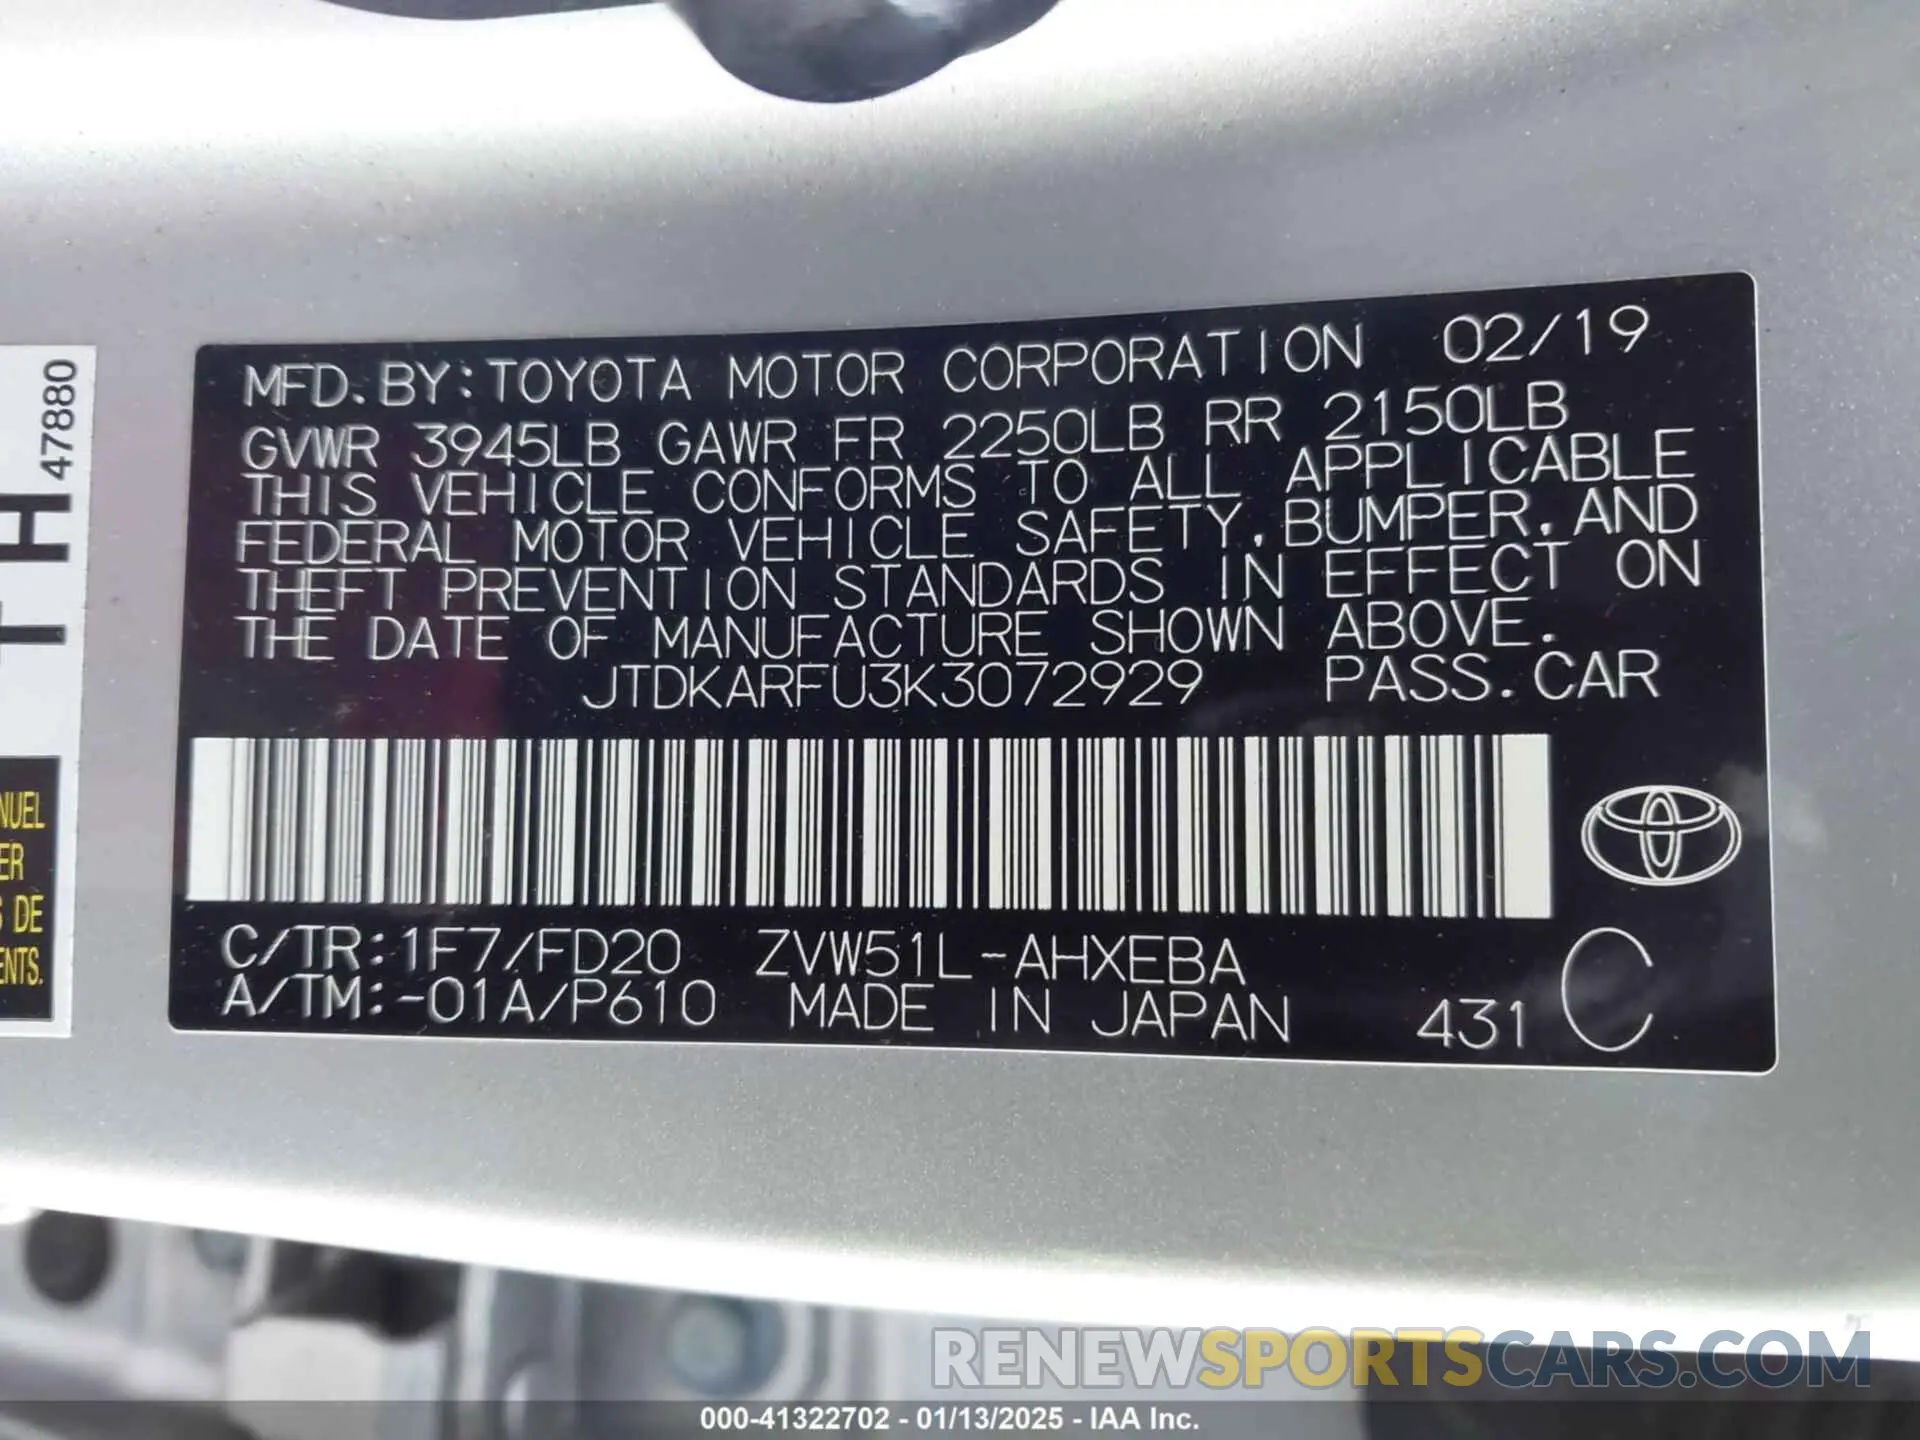 MFD. BY: TOYOTA MOTOR CORPORATION 02/19
GVWR 3945LB GAWR FR 2250LB RR 2150LB
THIS VEHICLE CONFORMS TO ALL APPLICABLE
FEDERAL MOTOR VEHICLE SAFETY, BUMPER, AND
THEFT PREVENTION STANDARDS IN EFFECT ON
THE DATE OF MANUFACTURE SHOWN ABOVE.
JTDKARFU3K3072929 PASS. CAR
C/TR: 1F7/FD20 ZVW51L-AHXEBA
A/TM: -01A/P610 MADE IN JAPAN 431 C
47880
NUEL
ER
S DE
ENTS.
RENEWSPORTSCARS.COM
000-41322702 - 01/13/2025 - IAA Inc.